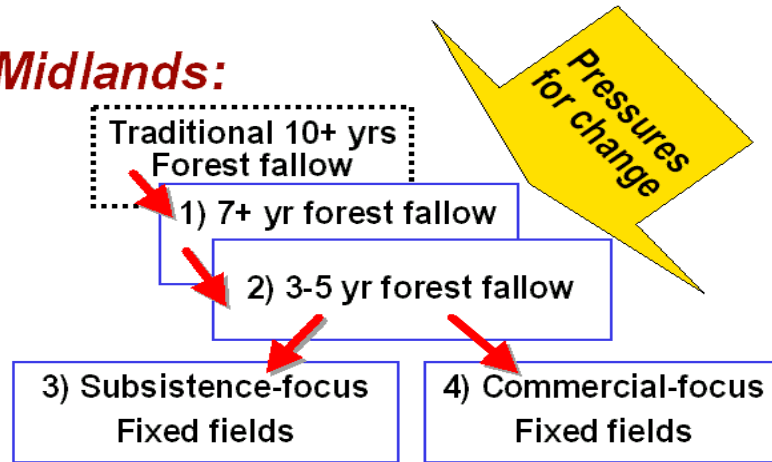 Midlands:
Pressures
for change
Traditional 10+ yrs
Forest fallow
1) 7+ yr forest fallow
2) 3-5 yr forest fallow
3) Subsistence-focus
Fixed fields
4) Commercial-focus
Fixed fields